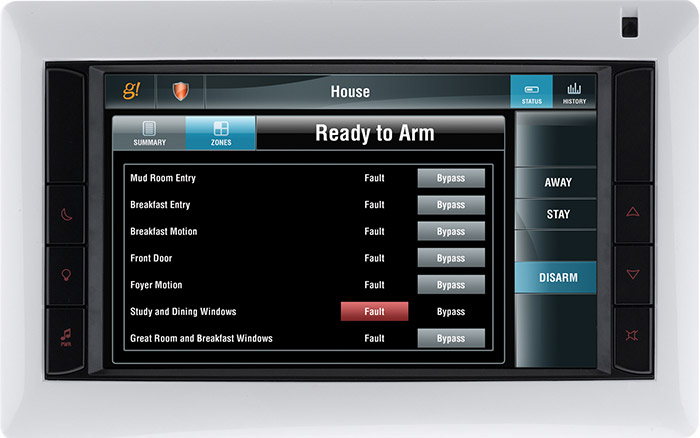 g!
House
STATUS
HISTORY
SUMMARY
ZONES
Ready to Arm
Mud Room Entry Fault Bypass
Breakfast Entry Fault Bypass
Breakfast Motion Fault Bypass
Front Door Fault Bypass
Foyer Motion Fault Bypass
Study and Dining Windows Fault Bypass
Great Room and Breakfast Windows Fault Bypass
AWAY
STAY
DISARM
PWR